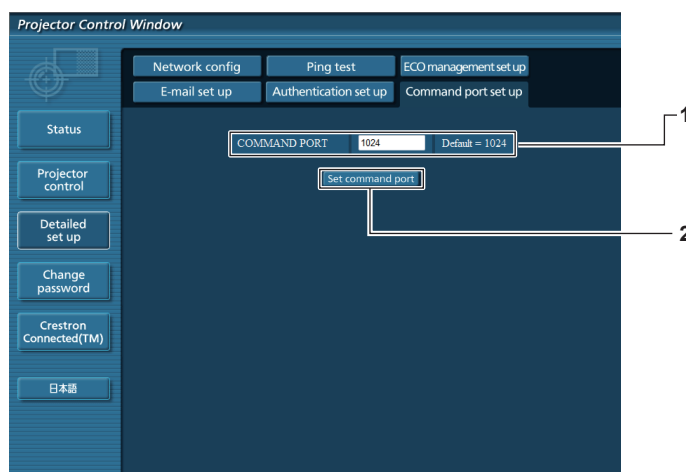 Projector Control Window
Network config
Ping test
ECO management set up
E-mail set up
Authentication set up
Command port set up
Status
Projector
control
Detailed
set up
Change
password
Crestron
Connected(TM)
日本語
COMMAND PORT 1024 Default = 1024
Set command port
1
2